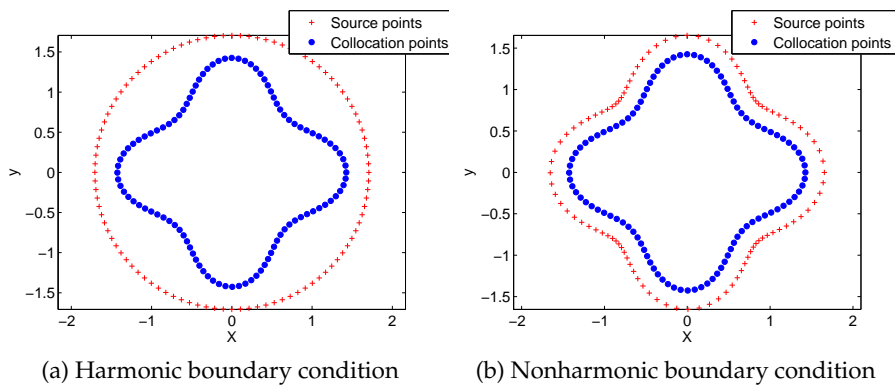 Source points
Collocation points
1.5
1
0.5
0
−0.5
−1
−1.5
y
−2
−1
0
1
2
X
(a) Harmonic boundary condition
Source points
Collocation points
1.5
1
0.5
0
−0.5
−1
−1.5
y
−2
−1
0
1
2
X
(b) Nonharmonic boundary condition